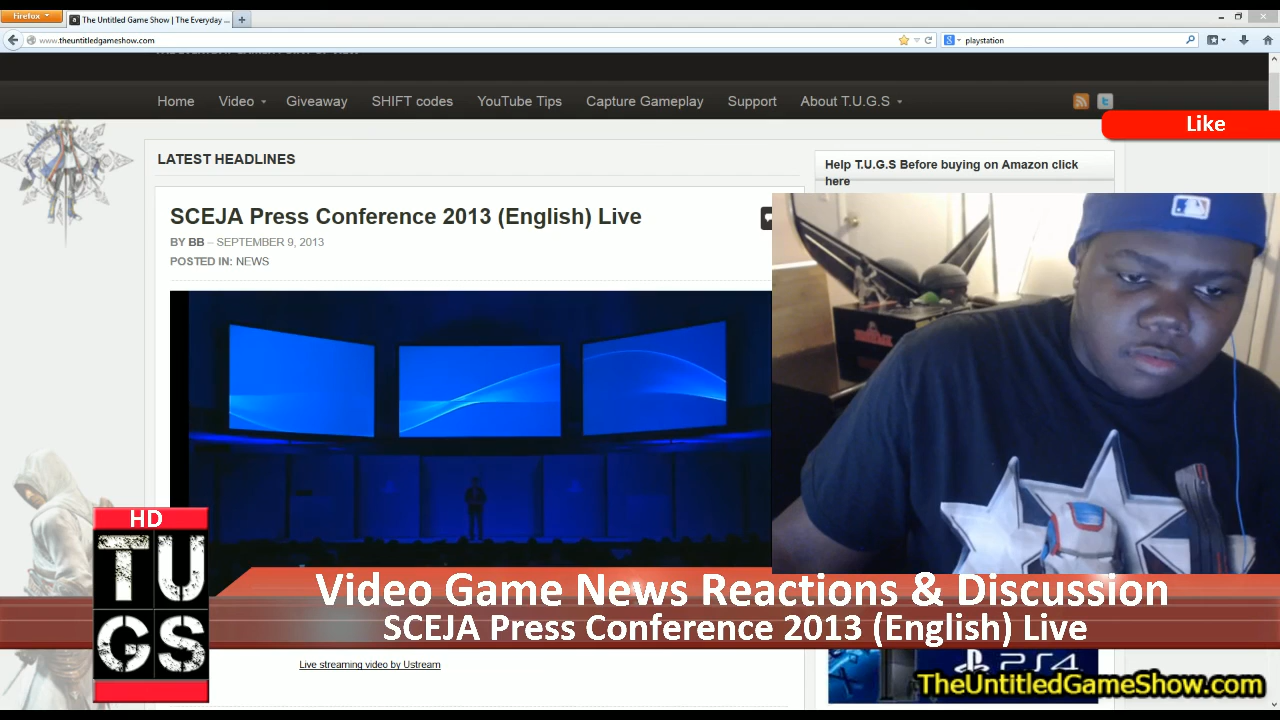 Firefox
The Untitled Game Show | The Everyday ...
www.theuntitledgameshow.com
playstation
Home Video Giveaway SHIFT codes YouTube Tips Capture Gameplay Support About T.U.G.S
Like
LATEST HEADLINES
Help T.U.G.S Before buying on Amazon click
here
SCEJA Press Conference 2013 (English) Live
BY BB – SEPTEMBER 9, 2013
POSTED IN: NEWS
HD
TU
GS
Video Game News Reactions & Discussion
SCEJA Press Conference 2013 (English) Live
Live streaming video by Ustream
PS4
TheUntitledGameShow.com